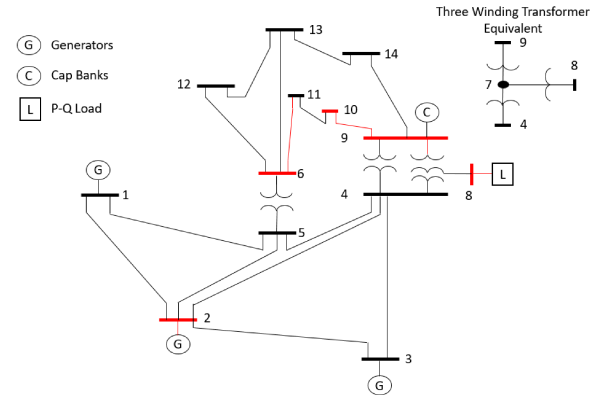 Three Winding Transformer
Equivalent
G Generators
C Cap Banks
L P-Q Load
9
8
7
4
13
14
12
11
10
C
9
6
L
4
8
G
1
5
2
G
3
G